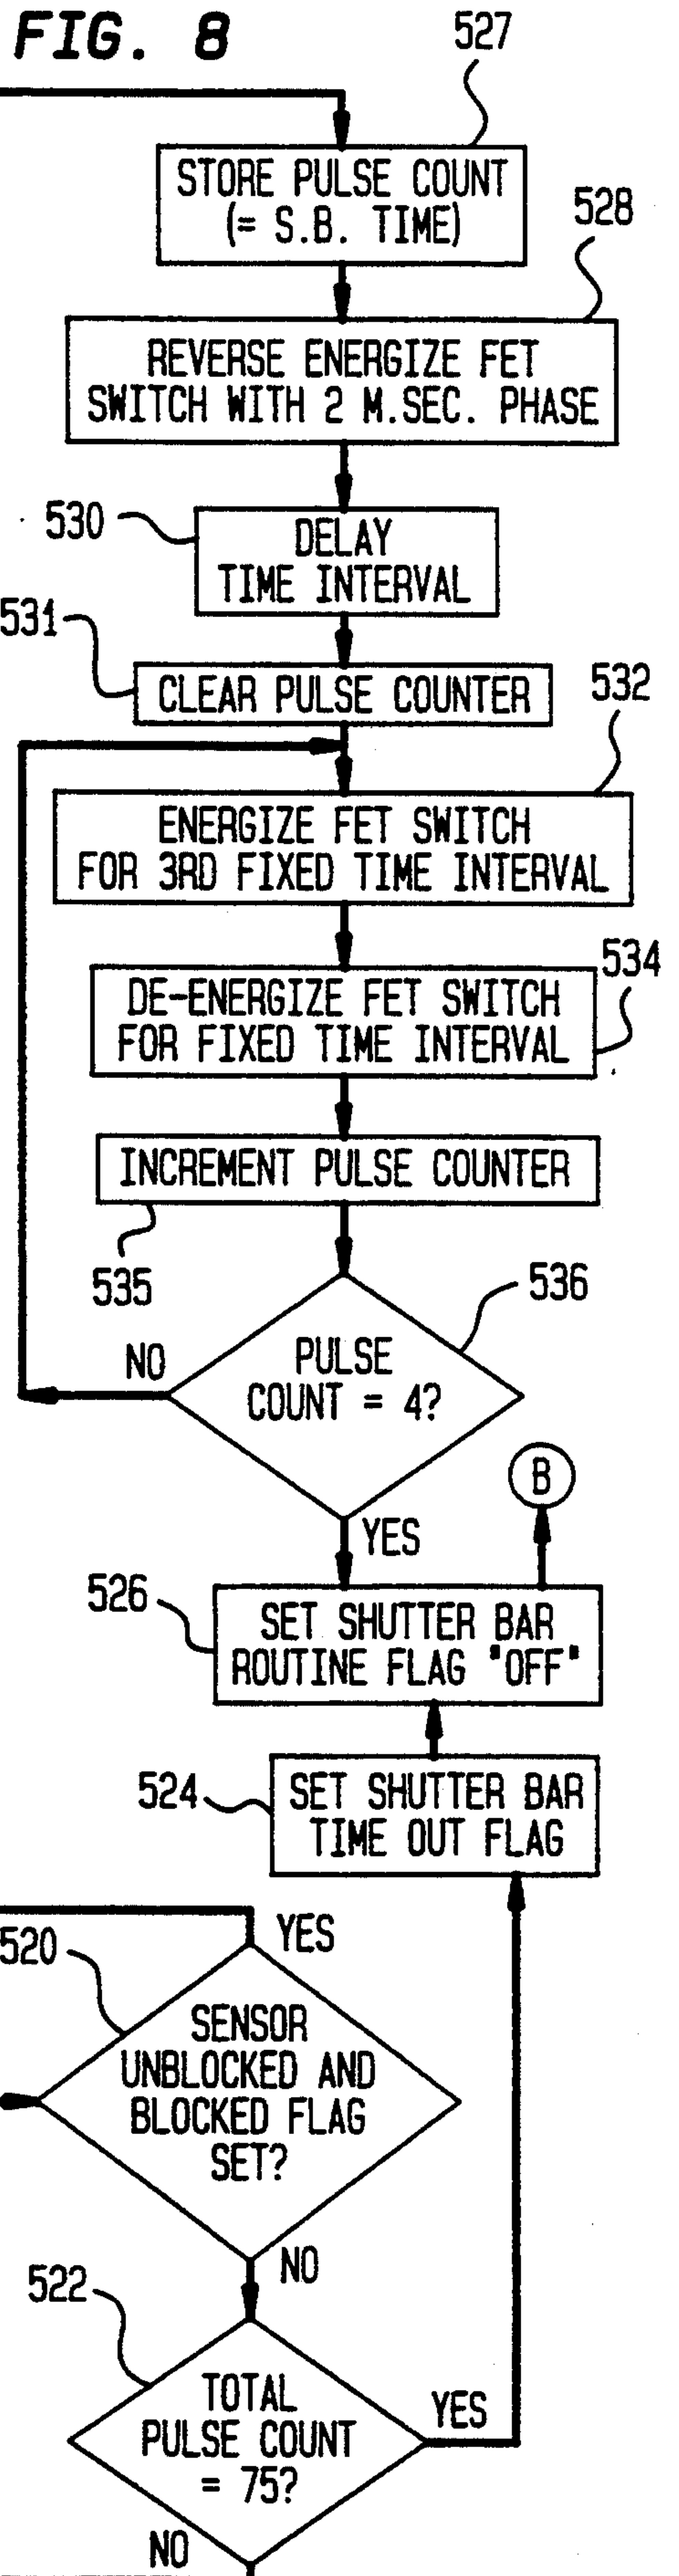 FIG. 8
527
STORE PULSE COUNT
(= S.B. TIME)
528
REVERSE ENERGIZE FET
SWITCH WITH 2 M.SEC. PHASE
530
DELAY
TIME INTERVAL
531
CLEAR PULSE COUNTER
532
ENERGIZE FET SWITCH
FOR 3RD FIXED TIME INTERVAL
534
DE-ENERGIZE FET SWITCH
FOR FIXED TIME INTERVAL
INCREMENT PULSE COUNTER
535
536
NO
PULSE
COUNT = 4?
B
YES
526
SET SHUTTER BAR
ROUTINE FLAG "OFF"
524
SET SHUTTER BAR
TIME OUT FLAG
520
YES
SENSOR
UNBLOCKED AND
BLOCKED FLAG
SET?
NO
522
TOTAL
PULSE COUNT
= 75?
YES
NO